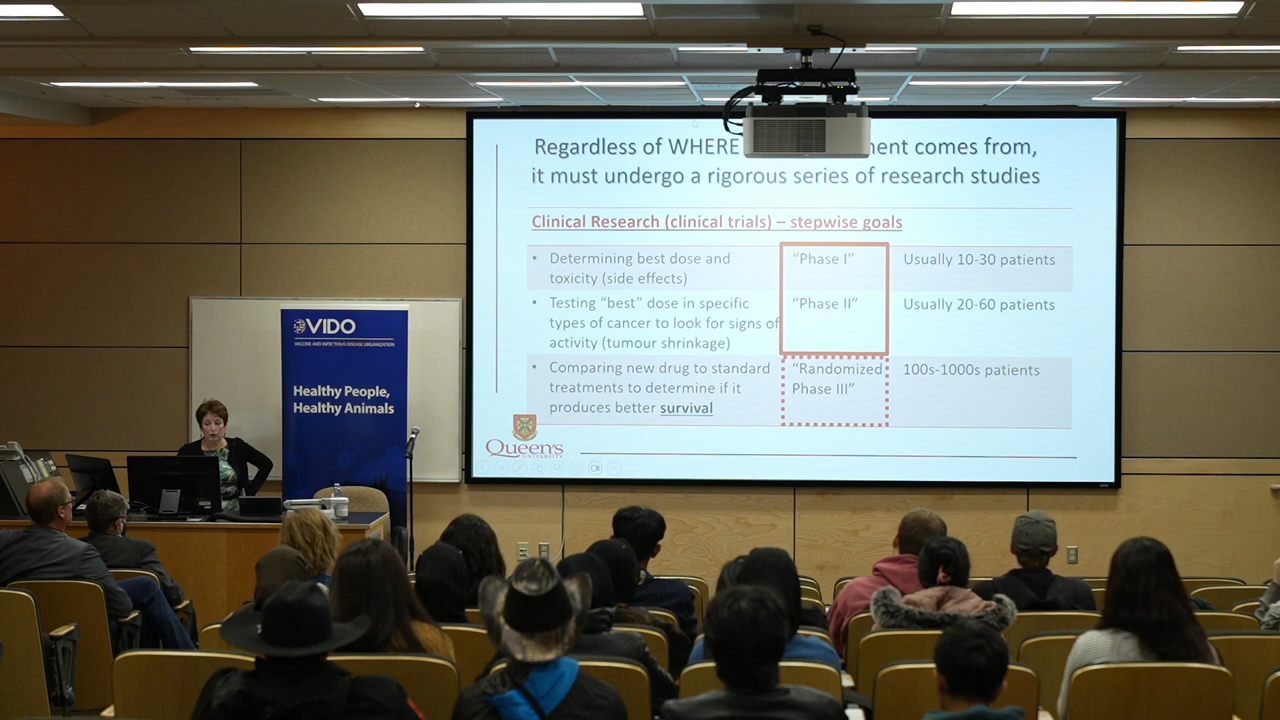 Regardless of WHERE ment comes from,
it must undergo a rigorous series of research studies
Clinical Research (clinical trials) – stepwise goals
• Determining best dose and
toxicity (side effects)
"Phase I"
Usually 10-30 patients
• Testing "best" dose in specific
types of cancer to look for signs of
activity (tumour shrinkage)
"Phase II"
Usually 20-60 patients
• Comparing new drug to standard
treatments to determine if it
produces better survival
"Randomized
Phase III"
100s-1000s patients
Queen's
UNIVERSITY
VIDO
VACCINE AND INFECTIOUS DISEASE ORGANIZATION
Healthy People,
Healthy Animals